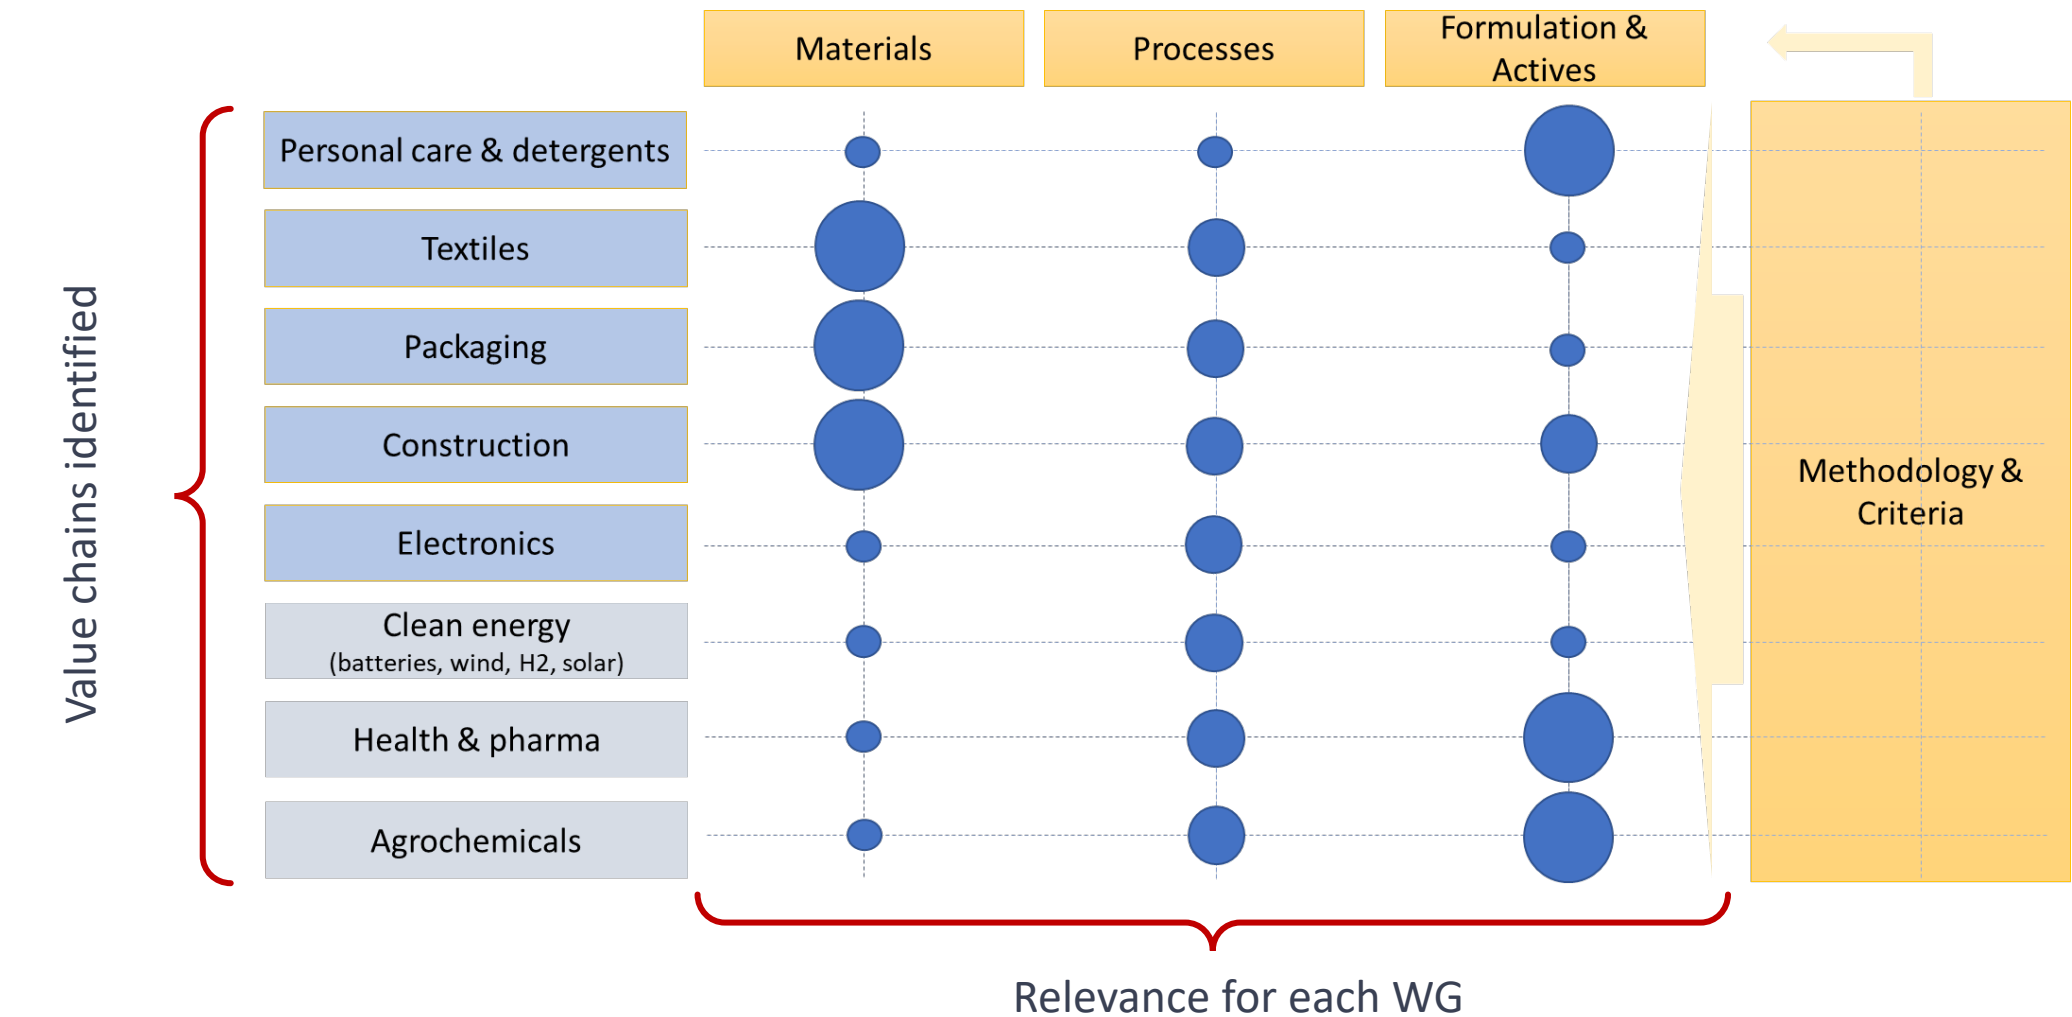 Materials
Processes
Formulation &
Actives
Value chains identified
Personal care & detergents
Textiles
Packaging
Construction
Electronics
Clean energy
(batteries, wind, H2, solar)
Health & pharma
Agrochemicals
Methodology &
Criteria
Relevance for each WG